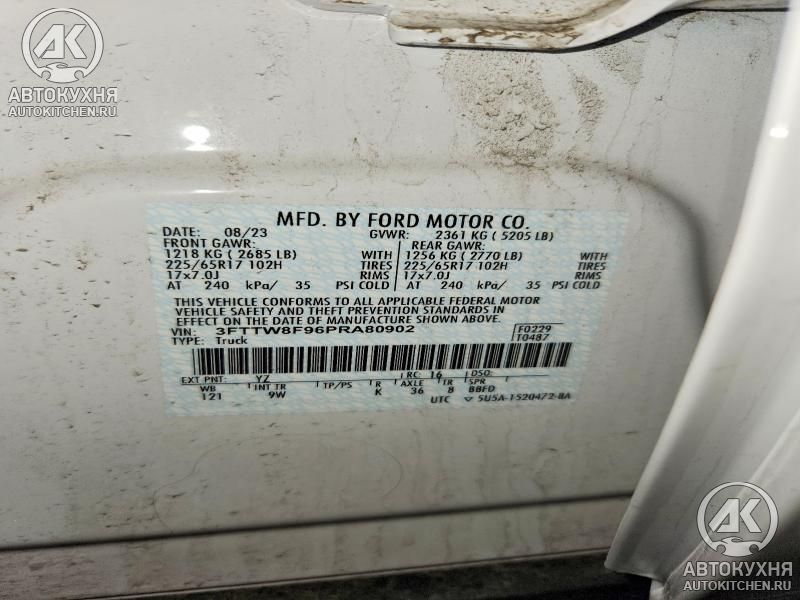 АК
АВТОКУХНЯ
AUTOKITCHEN.RU
MFD. BY FORD MOTOR CO.
DATE: 08/23 GVWR: 2361 KG ( 5205 LB)
FRONT GAWR: REAR GAWR:
1218 KG ( 2685 LB) WITH 1256 KG ( 2770 LB) WITH
225/65R17 102H TIRES 225/65R17 102H TIRES
17x7.0J RIMS 17x7.0J RIMS
AT 240 kPa/ 35 PSI COLD AT 240 kPa/ 35 PSI COLD
THIS VEHICLE CONFORMS TO ALL APPLICABLE FEDERAL MOTOR
VEHICLE SAFETY AND THEFT PREVENTION STANDARDS IN
EFFECT ON THE DATE OF MANUFACTURE SHOWN ABOVE.
VIN: 3FTTW8F96PRA80902 F0229
TYPE: Truck T0487
EXT PNT: YZ RC: 16 DSO:
WB INT TR TP/PS R AXLE TR SPR
121 9W K 36 8 BBFD
UTC 5U5A-1520472-BA
АК
АВТОКУХНЯ
AUTOKITCHEN.RU